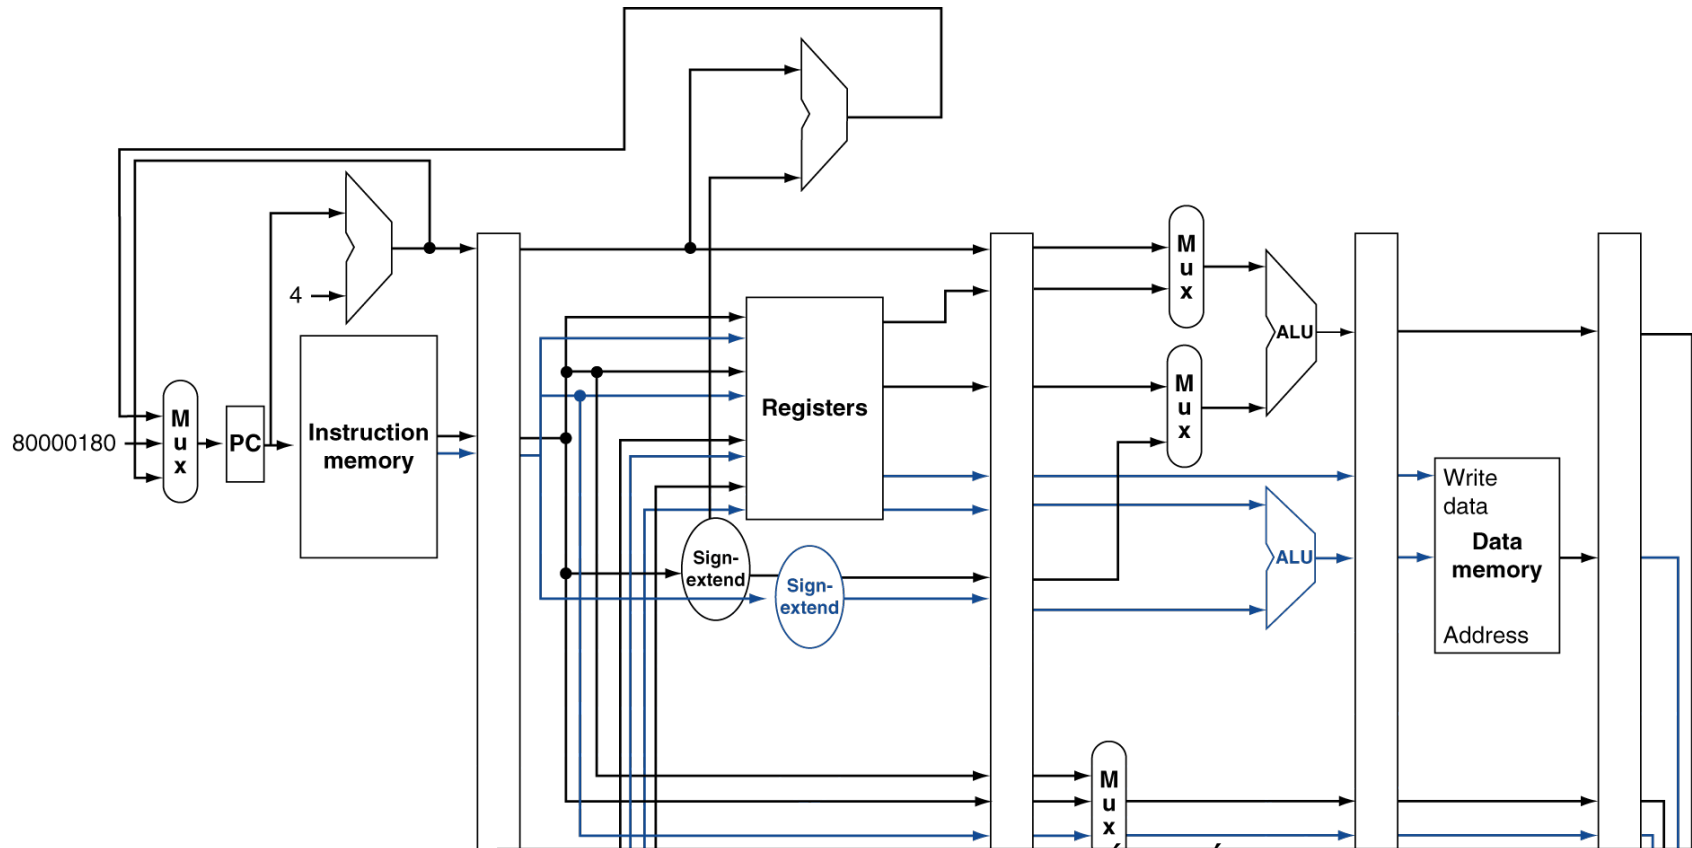 4
M
u
x
80000180
PC
Instruction
memory
Registers
Sign-
extend
Sign-
extend
M
u
x
ALU
M
u
x
ALU
Write
data
Data
memory
Address
M
u
x